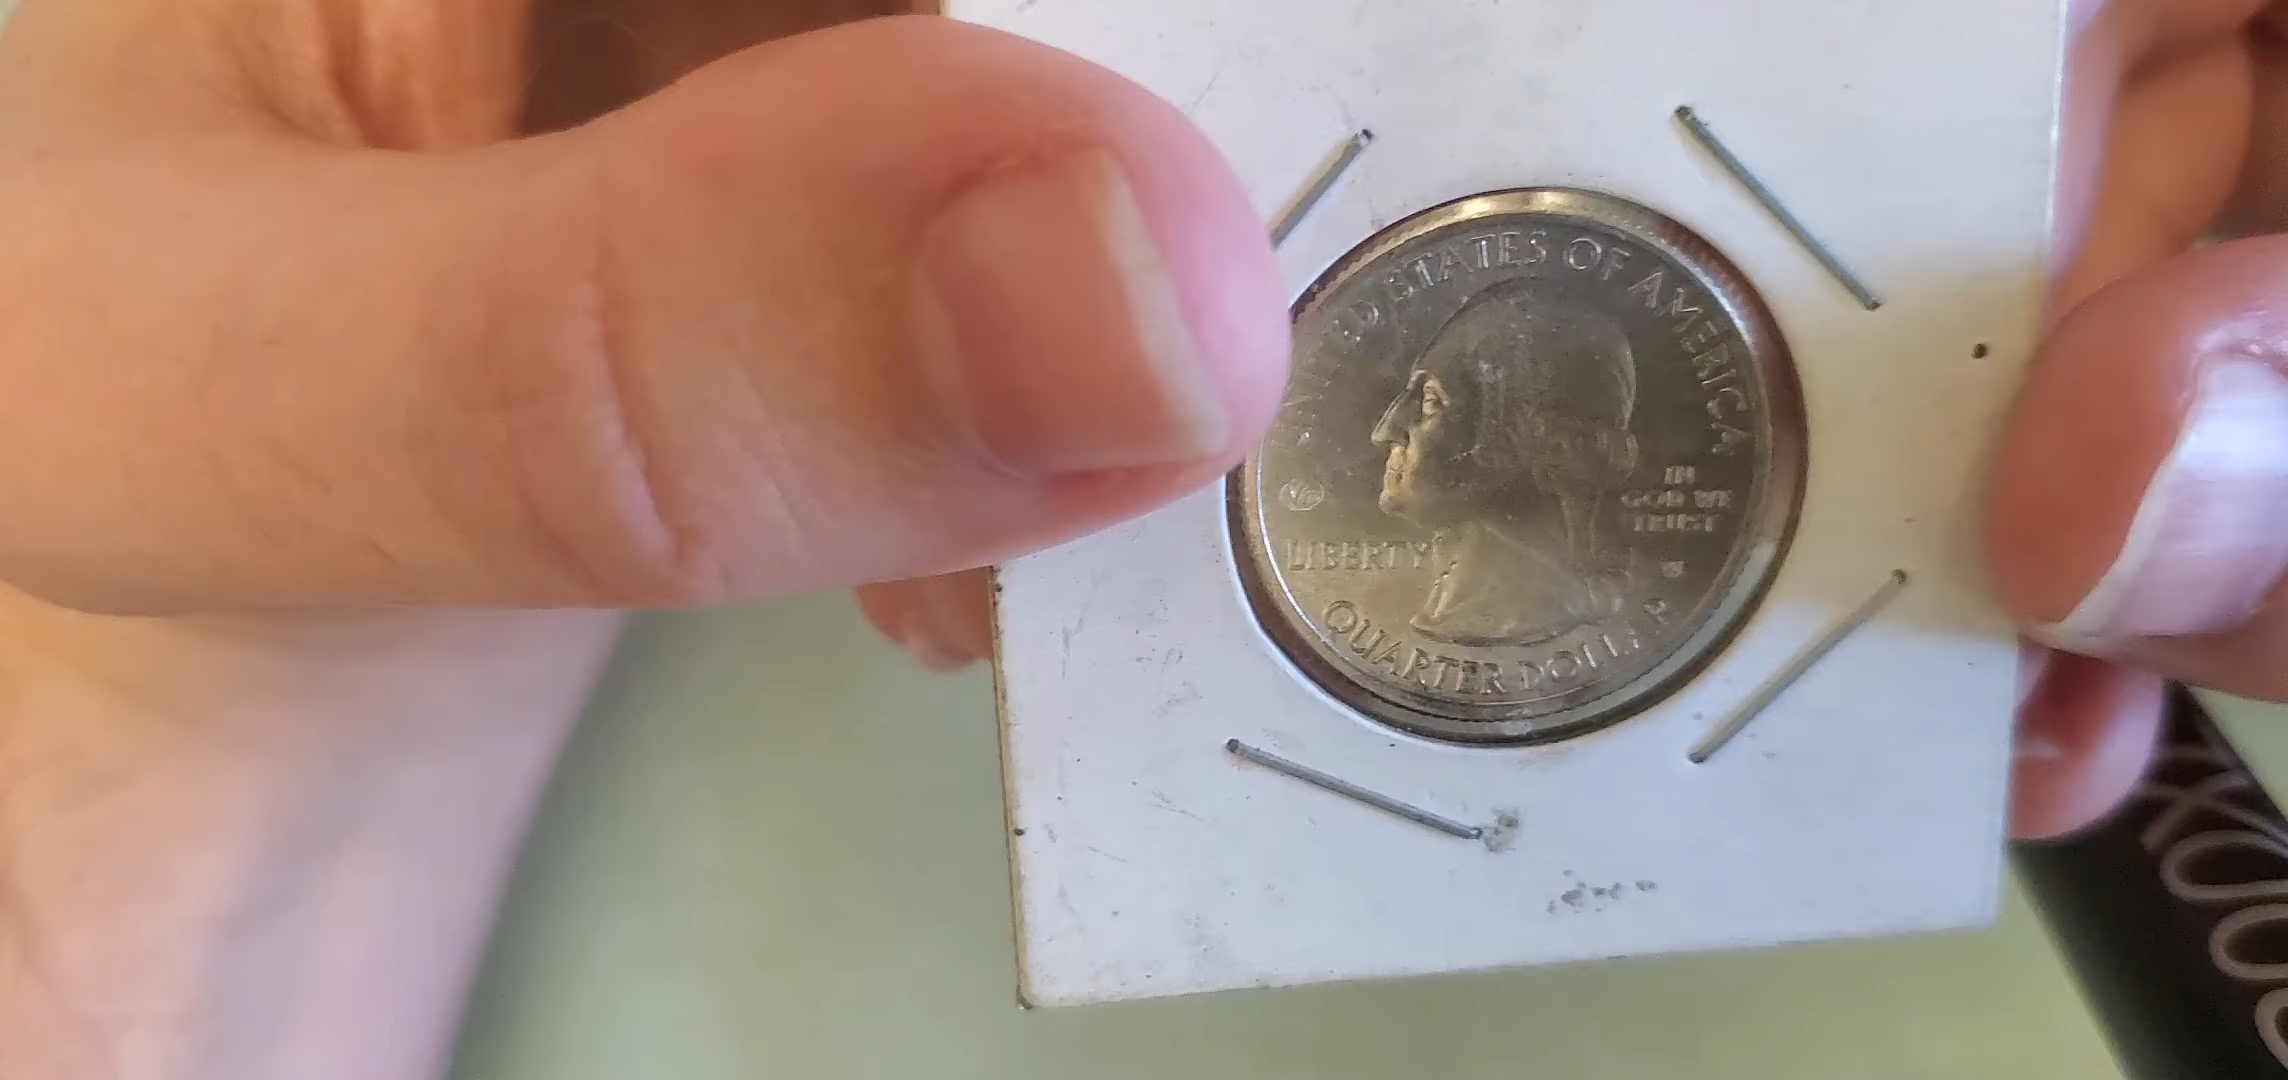 UNITED STATES OF AMERICA
IN
GOD WE
TRUST
LIBERTY
W
QUARTER DOLLAR